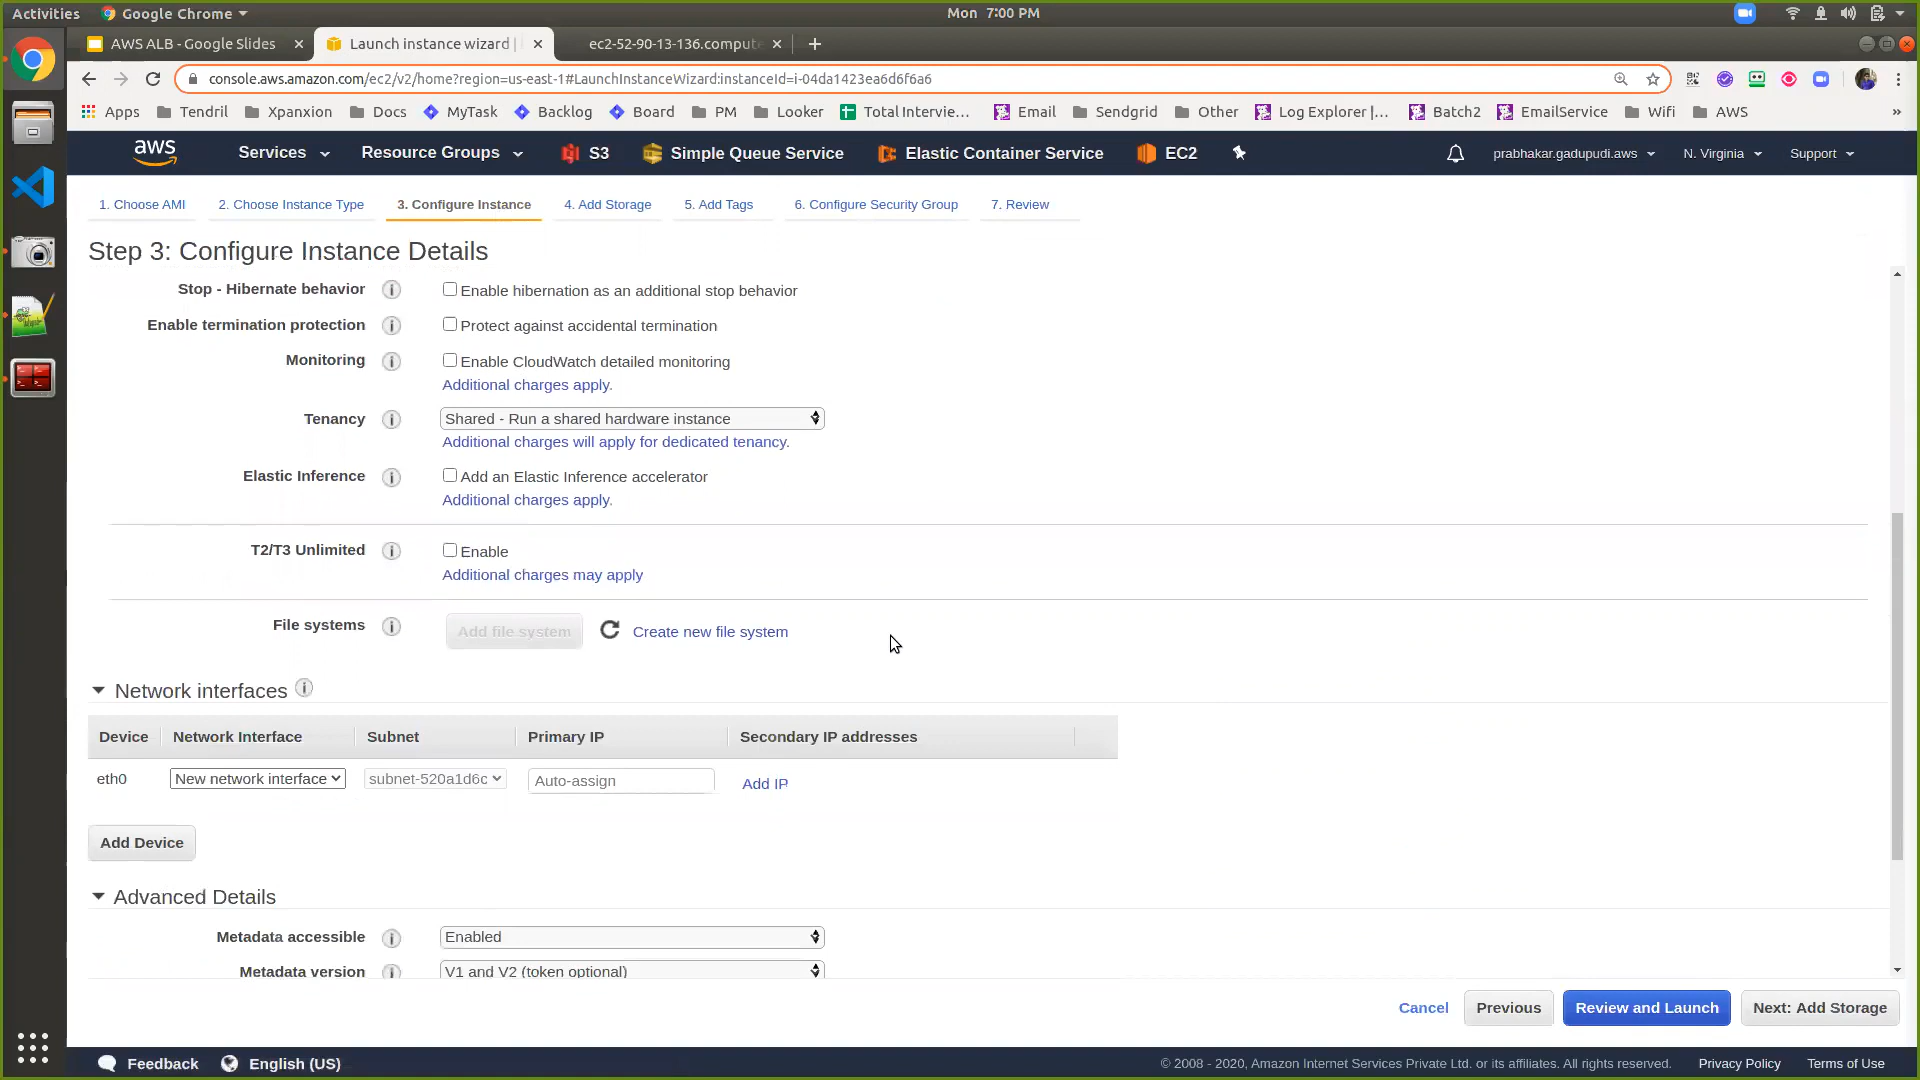 Activities
Google Chrome
Mon 7:00 PM
AWS ALB - Google Slides
Launch instance wizard |
ec2-52-90-13-136.compute
console.aws.amazon.com/ec2/v2/home?region=us-east-1#LaunchInstanceWizard:instanceId=i-04da1423ea6d6f6a6
Apps Tendril Xpanxion Docs MyTask Backlog Board PM Looker Total Intervie... Email Sendgrid Other Log Explorer |... Batch2 EmailService Wifi AWS »
aws Services Resource Groups S3 Simple Queue Service Elastic Container Service EC2 prabhakar.gadupudi.aws N. Virginia Support
1. Choose AMI 2. Choose Instance Type 3. Configure Instance 4. Add Storage 5. Add Tags 6. Configure Security Group 7. Review
Step 3: Configure Instance Details
Stop - Hibernate behavior i Enable hibernation as an additional stop behavior
Enable termination protection i Protect against accidental termination
Monitoring i Enable CloudWatch detailed monitoring
Additional charges apply.
Tenancy i Shared - Run a shared hardware instance
Additional charges will apply for dedicated tenancy.
Elastic Inference i Add an Elastic Inference accelerator
Additional charges apply.
T2/T3 Unlimited i Enable
Additional charges may apply
File systems i Add file system Create new file system
Network interfaces i
Device Network Interface Subnet Primary IP Secondary IP addresses
eth0 New network interface subnet-520a1d6c Auto-assign Add IP
Add Device
Advanced Details
Metadata accessible i Enabled
Metadata version i V1 and V2 (token optional)
Cancel Previous Review and Launch Next: Add Storage
Feedback English (US) © 2008 - 2020, Amazon Internet Services Private Ltd. or its affiliates. All rights reserved. Privacy Policy Terms of Use